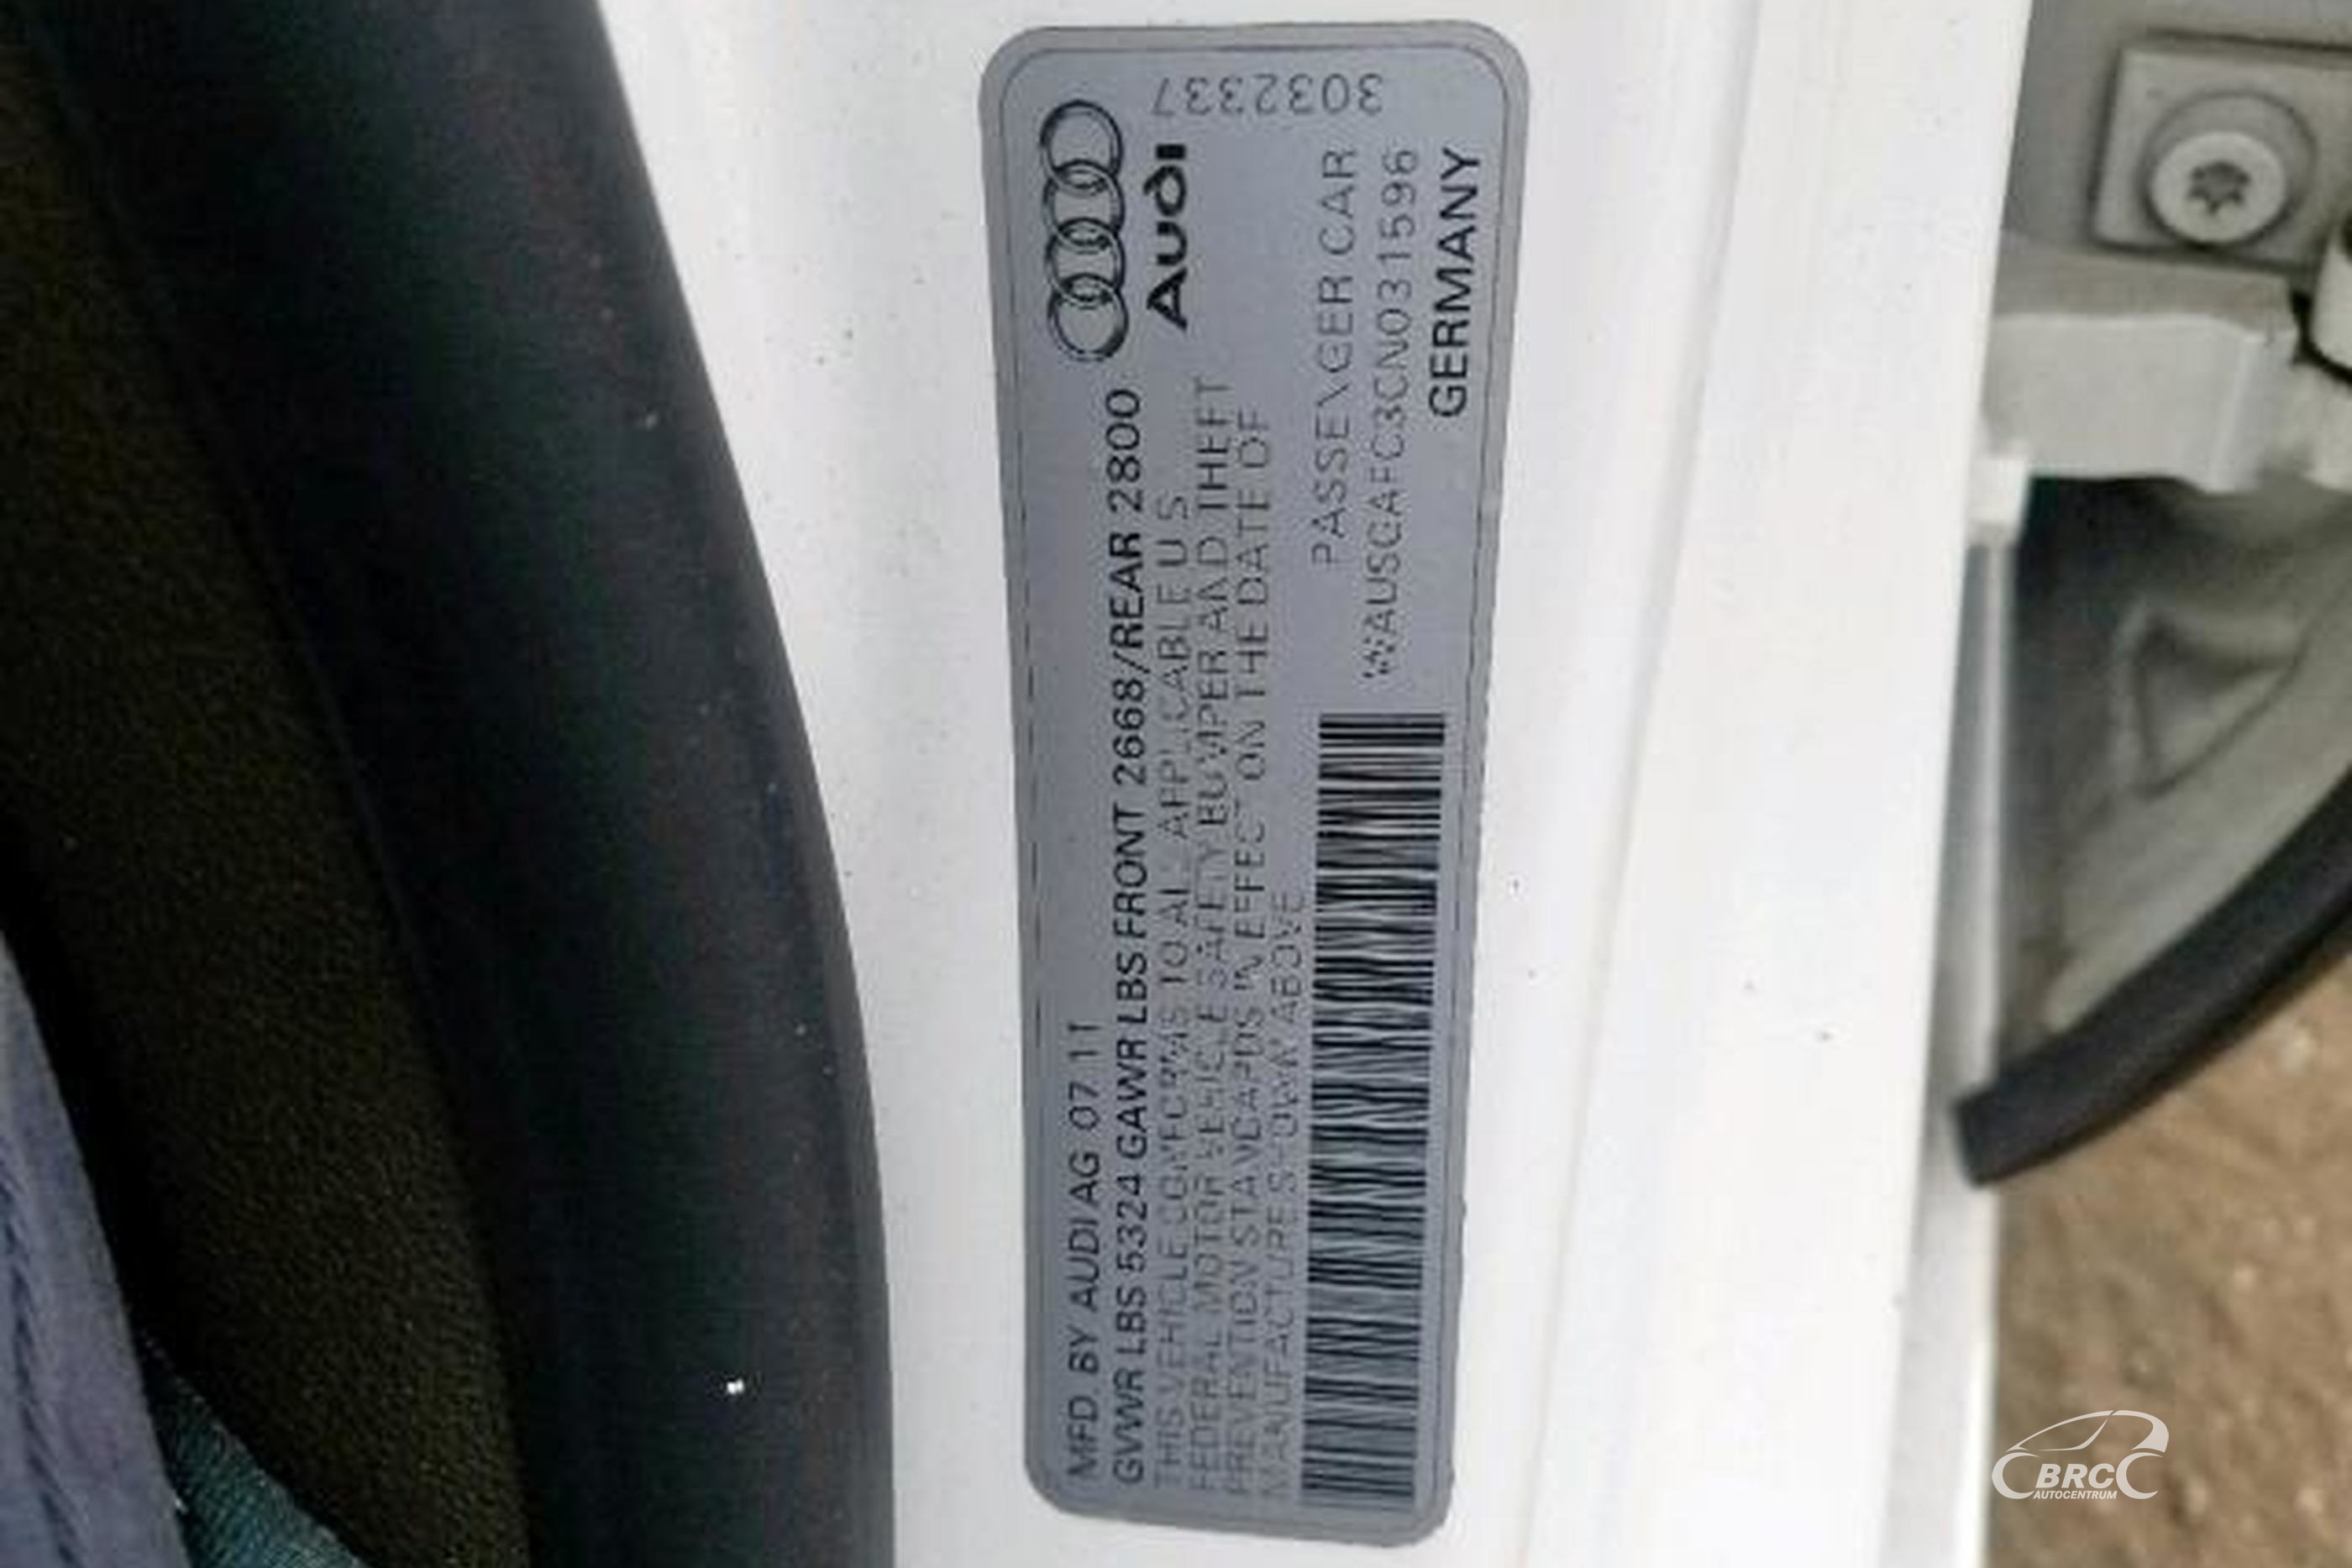 MFD. BY AUDI AG 07 11
GVWR LBS 5324 GAWR LBS FRONT 2668/REAR 2800
THIS VEHICLE CONFORMS TO ALL APPLICABLE U S
FEDERAL MOTOR VEHICLE SAFETY BUMPER AND THEFT
PREVENTION STANDARDS IN EFFECT ON THE DATE OF
MANUFACTURE SHOWN ABOVE
Audi
3032337
PASSENGER CAR
GERMANY
BRC
AUTOCENTRUM